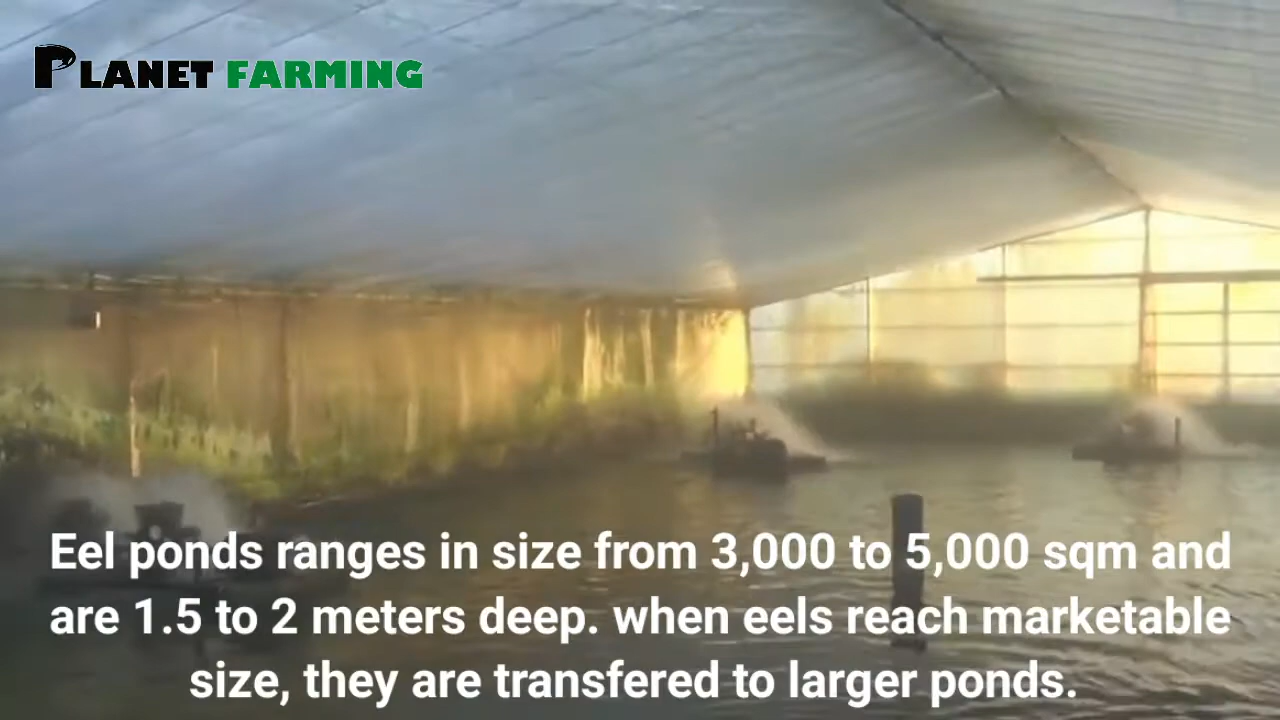 PLANET FARMING
Eel ponds ranges in size from 3,000 to 5,000 sqm and
are 1.5 to 2 meters deep. when eels reach marketable
size, they are transfered to larger ponds.